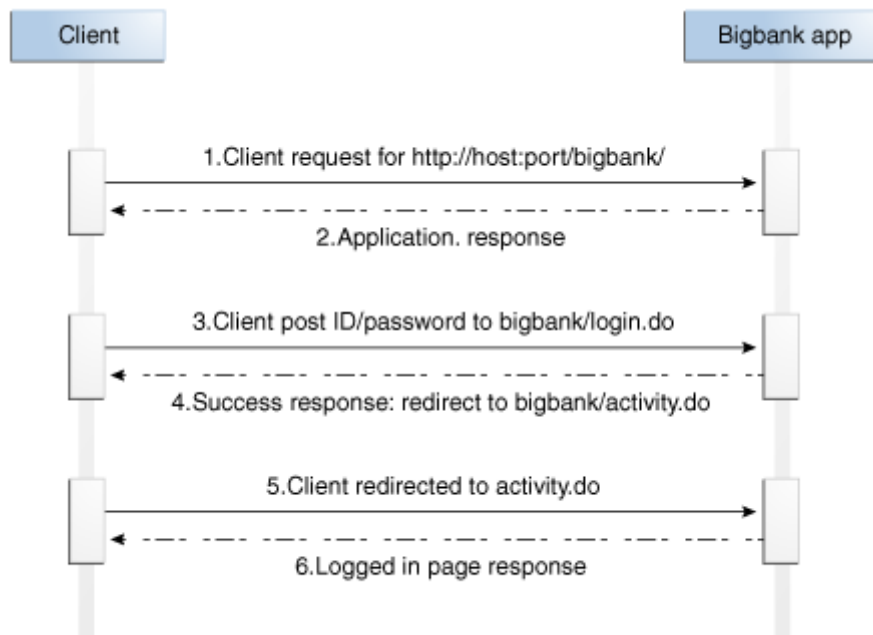 Client
Bigbank app
1.Client request for http://host:port/bigbank/
2.Application. response
3.Client post ID/password to bigbank/login.do
4.Success response: redirect to bigbank/activity.do
5.Client redirected to activity.do
6.Logged in page response